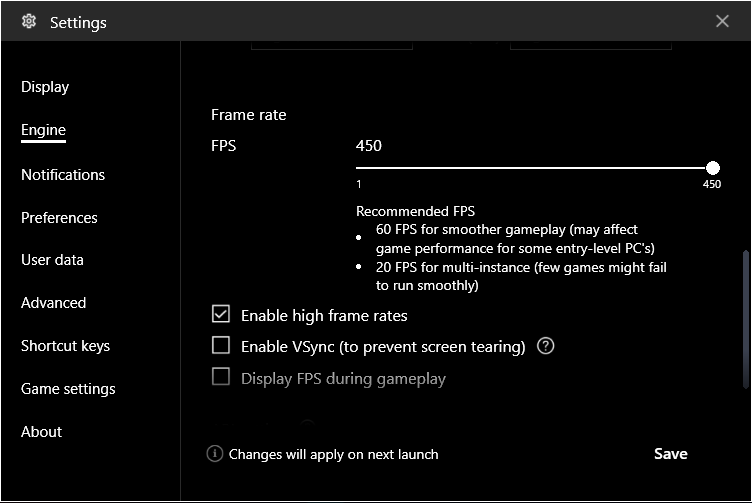 Settings
Display
Engine
Notifications
Preferences
User data
Advanced
Shortcut keys
Game settings
About
Frame rate
FPS 450
1 450
Recommended FPS
60 FPS for smoother gameplay (may affect
game performance for some entry-level PC's)
20 FPS for multi-instance (few games might fail
to run smoothly)
Enable high frame rates
Enable VSync (to prevent screen tearing) ?
Display FPS during gameplay
Changes will apply on next launch
Save